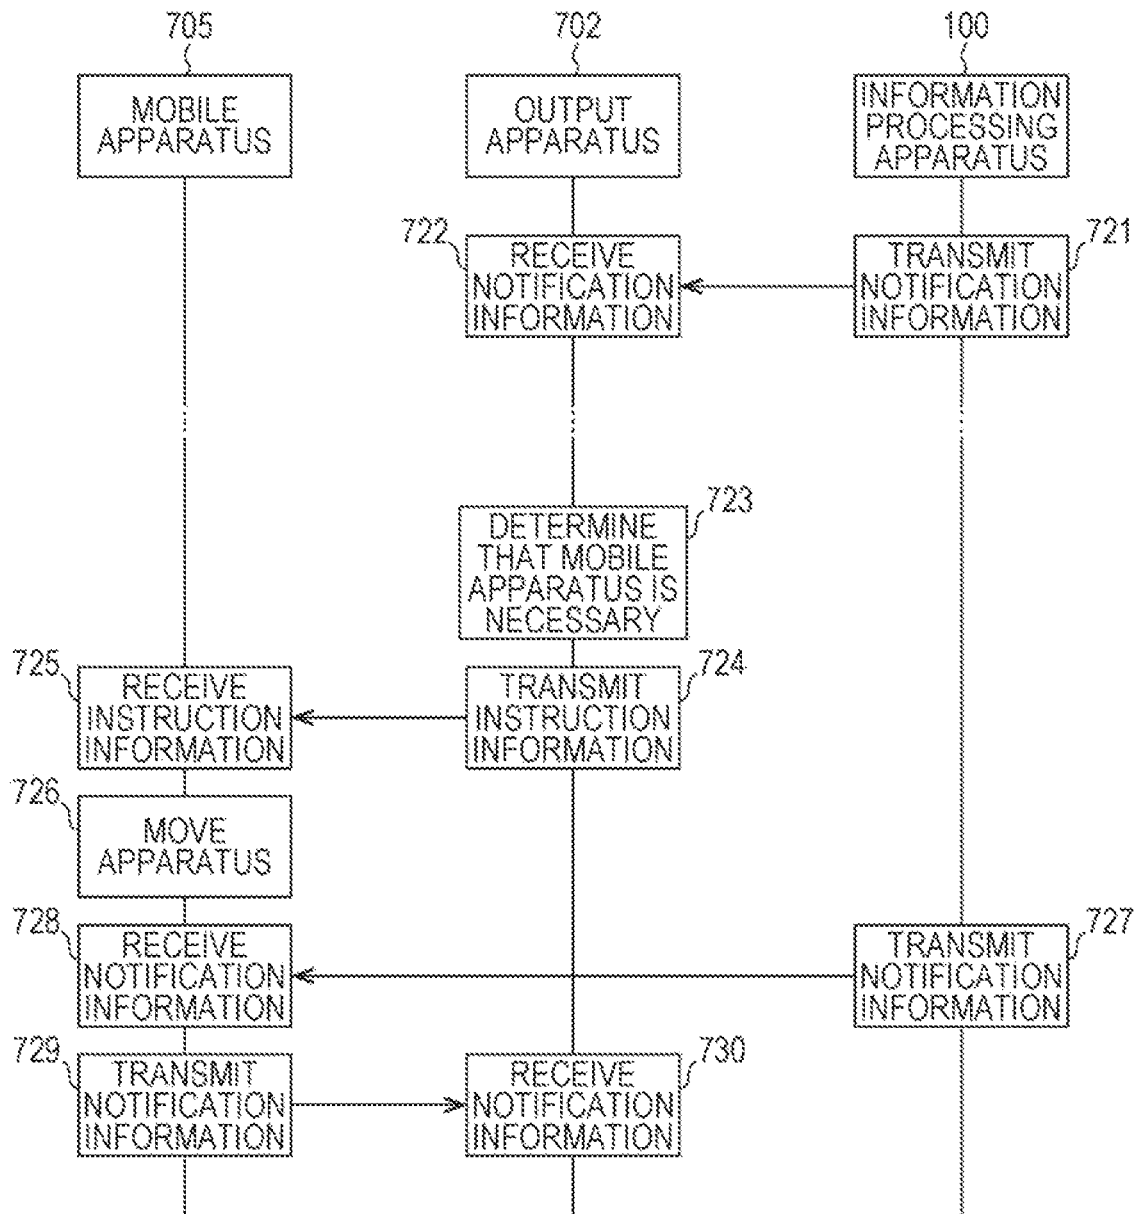 705
702
100
MOBILE
APPARATUS
OUTPUT
APPARATUS
INFORMATION
PROCESSING
APPARATUS
722
RECEIVE
NOTIFICATION
INFORMATION
721
TRANSMIT
NOTIFICATION
INFORMATION
723
DETERMINE
THAT MOBILE
APPARATUS IS
NECESSARY
725
RECEIVE
INSTRUCTION
INFORMATION
724
TRANSMIT
INSTRUCTION
INFORMATION
726
MOVE
APPARATUS
728
RECEIVE
NOTIFICATION
INFORMATION
727
TRANSMIT
NOTIFICATION
INFORMATION
729
TRANSMIT
NOTIFICATION
INFORMATION
730
RECEIVE
NOTIFICATION
INFORMATION